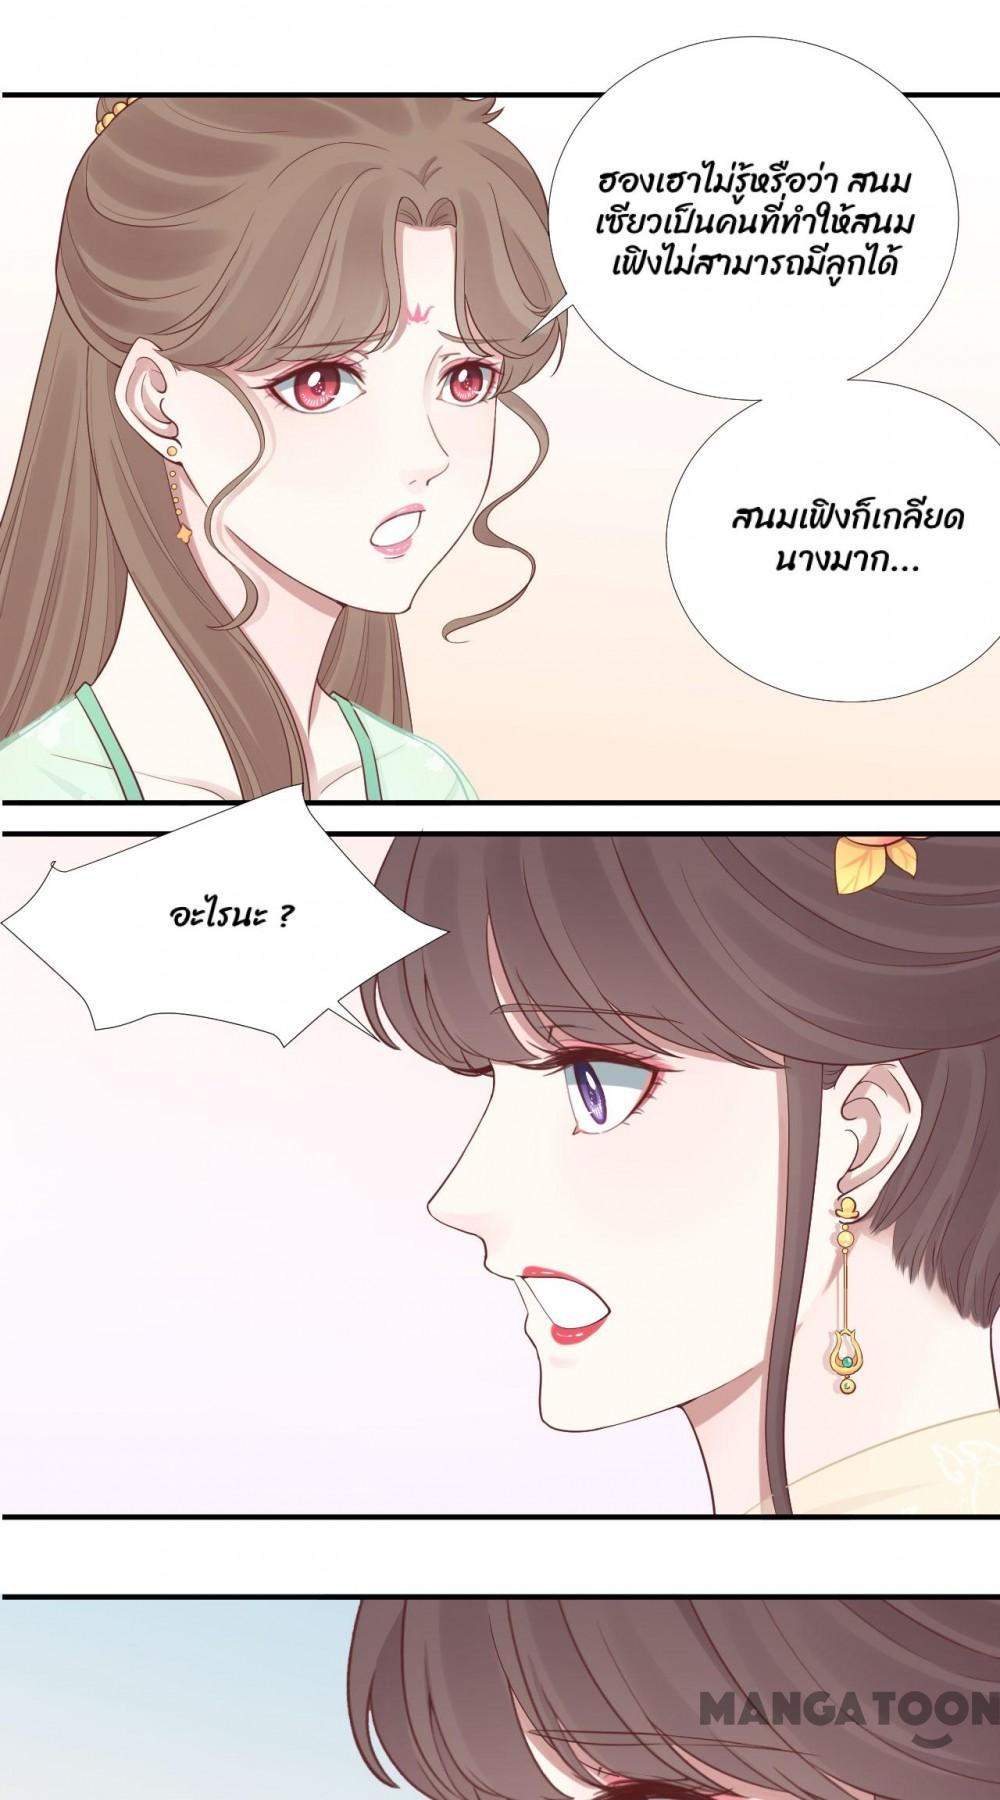 ฮองเฮาไม่รู้หรือว่า สนม
เซียวเป็นคนที่ทำให้สนม
เฟิงไม่สามารถมีลูกได้
สนมเฟิงก็เกลียด
นางมาก...
อะไรนะ ?
MANGATOON